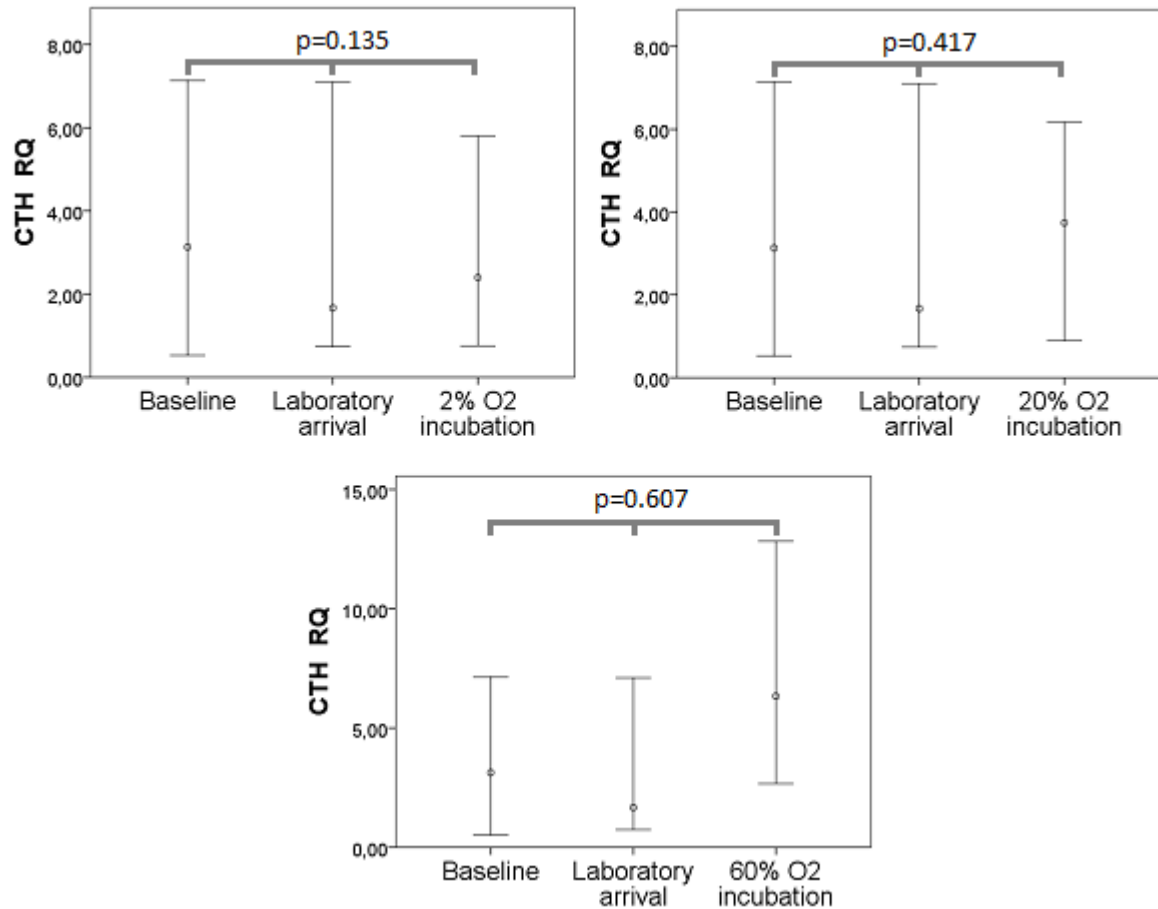 p=0.135
8,00
6,00
4,00
2,00
0,00
CTH RQ
Baseline
Laboratory
arrival
2% O2
incubation
p=0.417
8,00
6,00
4,00
2,00
0,00
CTH RQ
Baseline
Laboratory
arrival
20% O2
incubation
p=0.607
15,00
10,00
5,00
0,00
CTH RQ
Baseline
Laboratory
arrival
60% O2
incubation